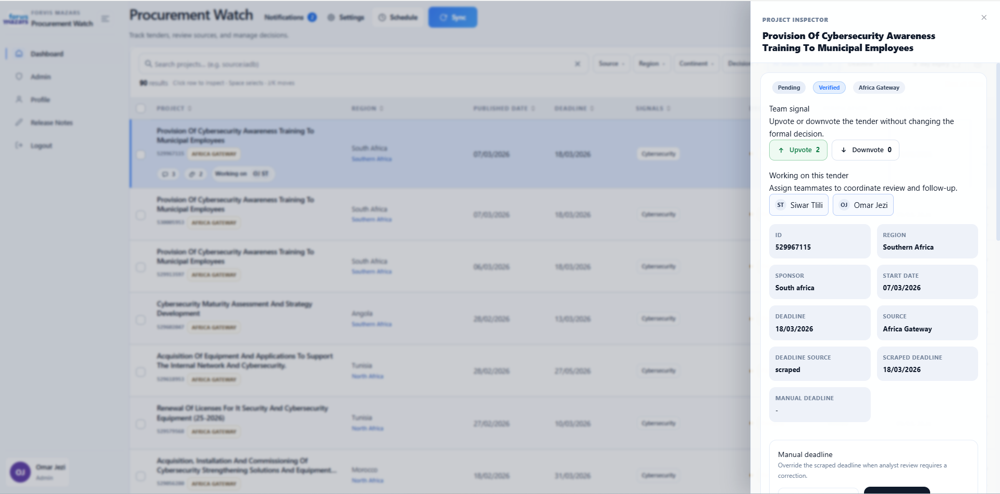 forvis
mazars
FORVIS MAZARS
Procurement Watch
Dashboard
Admin
Profile
Release Notes
Logout
OJ
Omar Jezi
Admin
Procurement Watch
Notifications
Settings
Schedule
Sync
Track tenders, review sources, and manage decisions.
Search projects... (e.g. source:iadb)
Source
Region
Continent
90 results Click row to inspect · Space selects · J/K moves
PROJECT REGION PUBLISHED DATE DEADLINE SIGNALS
Provision Of Cybersecurity Awareness Training To
Municipal Employees
529967115 AFRICA GATEWAY
3 2 Working on OJ ST
South Africa
Southern Africa
07/03/2026 18/03/2026 Cybersecurity
Provision Of Cybersecurity Awareness Training To
Municipal Employees
AFRICA GATEWAY
South Africa
Southern Africa
07/03/2026 18/03/2026 Cybersecurity
Provision Of Cybersecurity Awareness Training To
Municipal Employees
AFRICA GATEWAY
South Africa
Southern Africa
06/03/2026 18/03/2026 Cybersecurity
Cybersecurity Maturity Assessment And Strategy
Development
AFRICA GATEWAY
Angola
Southern Africa
28/02/2026 13/03/2026 Cybersecurity
Acquisition Of Equipment And Applications To Support
The Internal Network And Cybersecurity.
AFRICA GATEWAY
Tunisia
North Africa
28/02/2026 27/05/2026 Cybersecurity
Renewal Of Licenses For It Security And Cybersecurity
Equipment (25-2026)
AFRICA GATEWAY
Tunisia
North Africa
27/02/2026 10/03/2026 Cybersecurity
Acquisition, Installation And Commissioning Of
Cybersecurity Strengthening Solutions And Equipment...
AFRICA GATEWAY
Morocco
North Africa
18/02/2026 31/03/2026 Cybersecurity
PROJECT INSPECTOR
Provision Of Cybersecurity Awareness
Training To Municipal Employees
Pending Verified Africa Gateway
Team signal
Upvote or downvote the tender without changing the
formal decision.
↑ Upvote 2 ↓ Downvote 0
Working on this tender
Assign teammates to coordinate review and follow-up.
ST Siwar Tlili OJ Omar Jezi
ID
529967115
REGION
Southern Africa
SPONSOR
South africa
START DATE
07/03/2026
DEADLINE
18/03/2026
SOURCE
Africa Gateway
DEADLINE SOURCE
scraped
SCRAPED DEADLINE
18/03/2026
MANUAL DEADLINE
-
Manual deadline
Override the scraped deadline when analyst review requires a
correction.